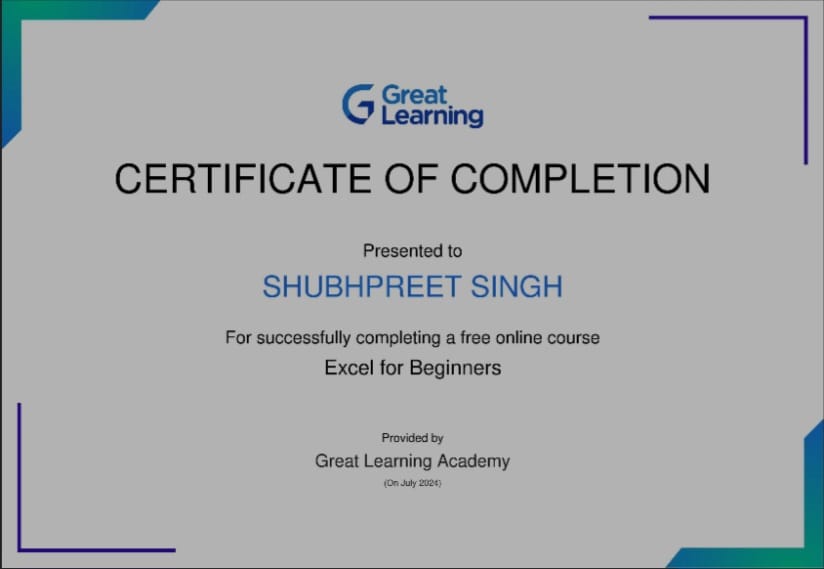 Great
Learning
CERTIFICATE OF COMPLETION
Presented to
SHUBHPREET SINGH
For successfully completing a free online course
Excel for Beginners
Provided by
Great Learning Academy
(On July 2024)